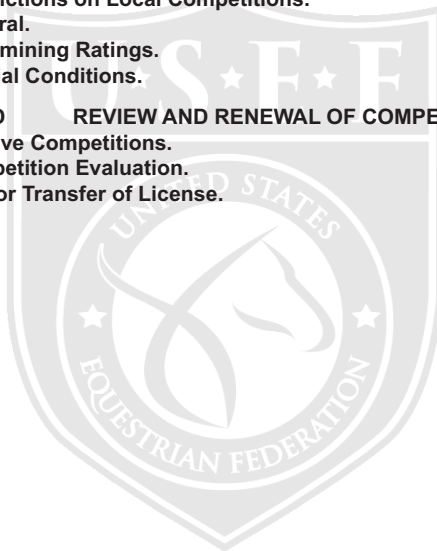 ictions on Local Competitions.
ral.
mining Ratings.
al Conditions.
REVIEW AND RENEWAL OF COMPE
ve Competitions.
petition Evaluation.
or Transfer of License.
U·S★E★F
UNITED STATES
EQUESTRIAN FEDERATION